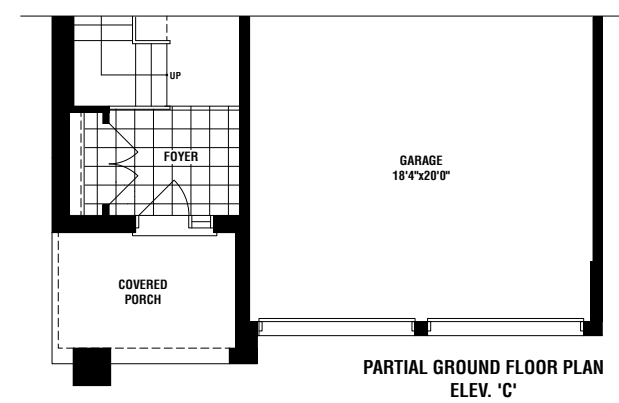 UP
FOYER
GARAGE
18'4"x20'0"
COVERED
PORCH
PARTIAL GROUND FLOOR PLAN
ELEV. 'C'